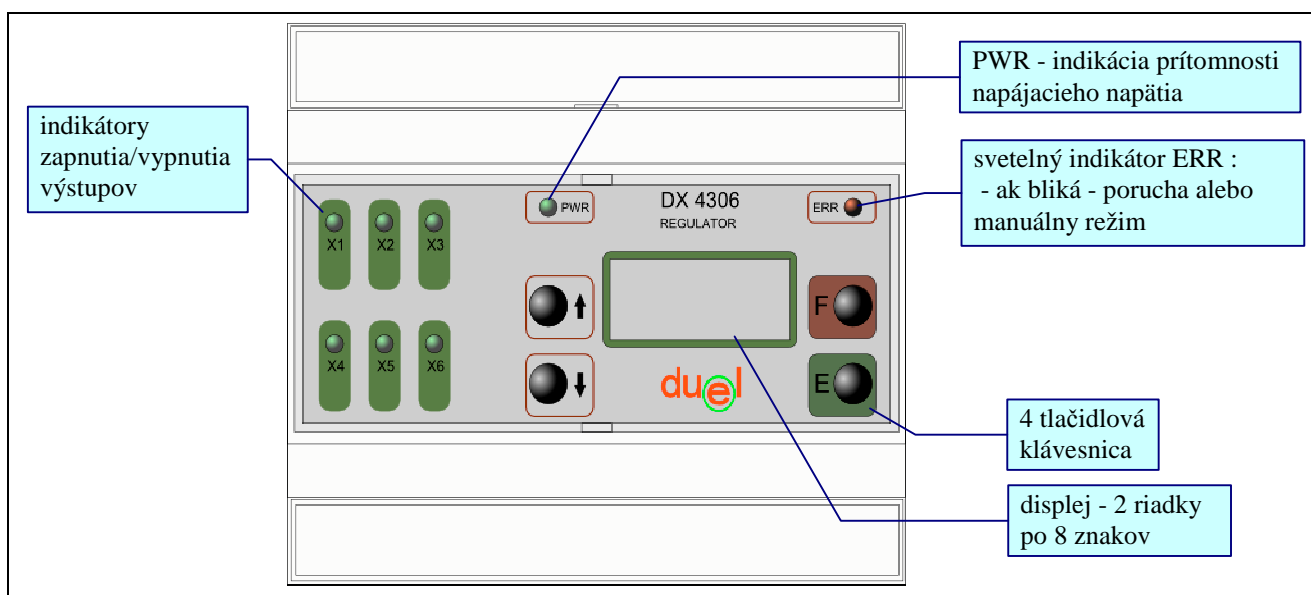 PWR - indikácia prítomnosti
napájacieho napätia
indikátory
zapnutia/vypnutia
výstupov
svetelný indikátor ERR :
- ak bliká - porucha alebo
manuálny režim
PWR
DX 4306
REGULATOR
ERR
X1
X2
X3
F
X4
X5
X6
E
duel
4 tlačidlová
klávesnica
displej - 2 riadky
po 8 znakov